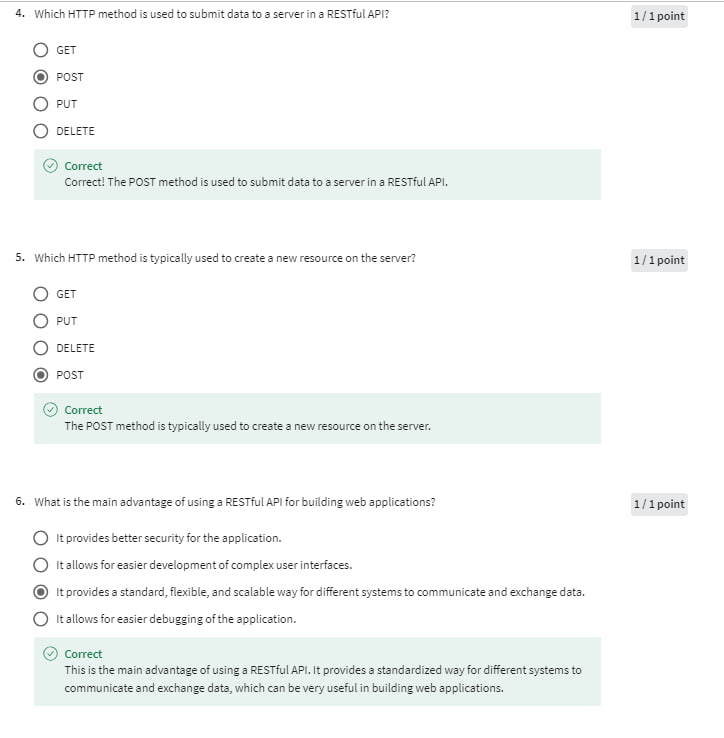 4. Which HTTP method is used to submit data to a server in a RESTful API?
1 / 1 point
GET
POST
PUT
DELETE
Correct
Correct! The POST method is used to submit data to a server in a RESTful API.
5. Which HTTP method is typically used to create a new resource on the server?
1 / 1 point
GET
PUT
DELETE
POST
Correct
The POST method is typically used to create a new resource on the server.
6. What is the main advantage of using a RESTful API for building web applications?
1 / 1 point
It provides better security for the application.
It allows for easier development of complex user interfaces.
It provides a standard, flexible, and scalable way for different systems to communicate and exchange data.
It allows for easier debugging of the application.
Correct
This is the main advantage of using a RESTful API. It provides a standardized way for different systems to
communicate and exchange data, which can be very useful in building web applications.